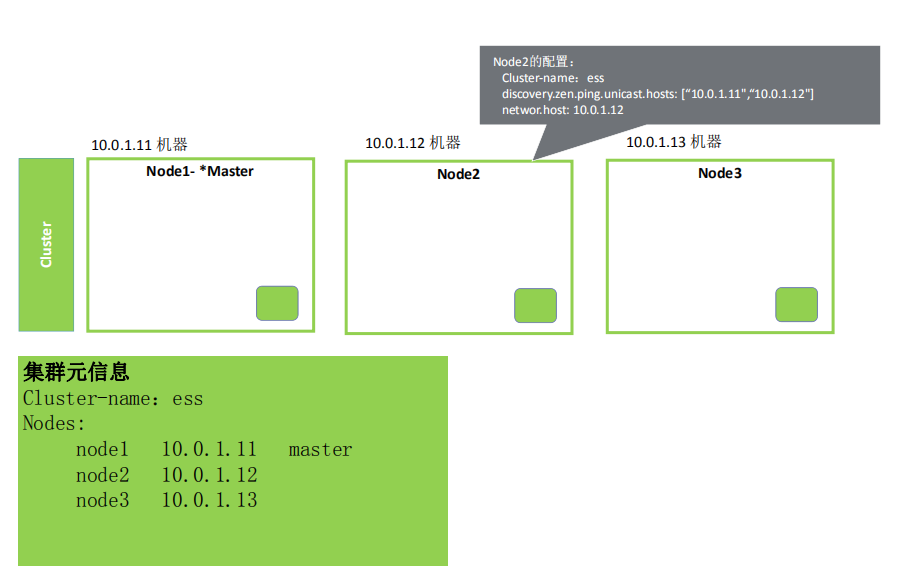 Node2的配置：
Cluster-name：ess
discovery.zen.ping.unicast.hosts: [“10.0.1.11",“10.0.1.12"]
networ.host: 10.0.1.12
10.0.1.11 机器
10.0.1.12 机器
10.0.1.13 机器
Cluster
Node1- *Master
Node2
Node3
集群元信息
Cluster-name：ess
Nodes:
node1 10.0.1.11 master
node2 10.0.1.12
node3 10.0.1.13